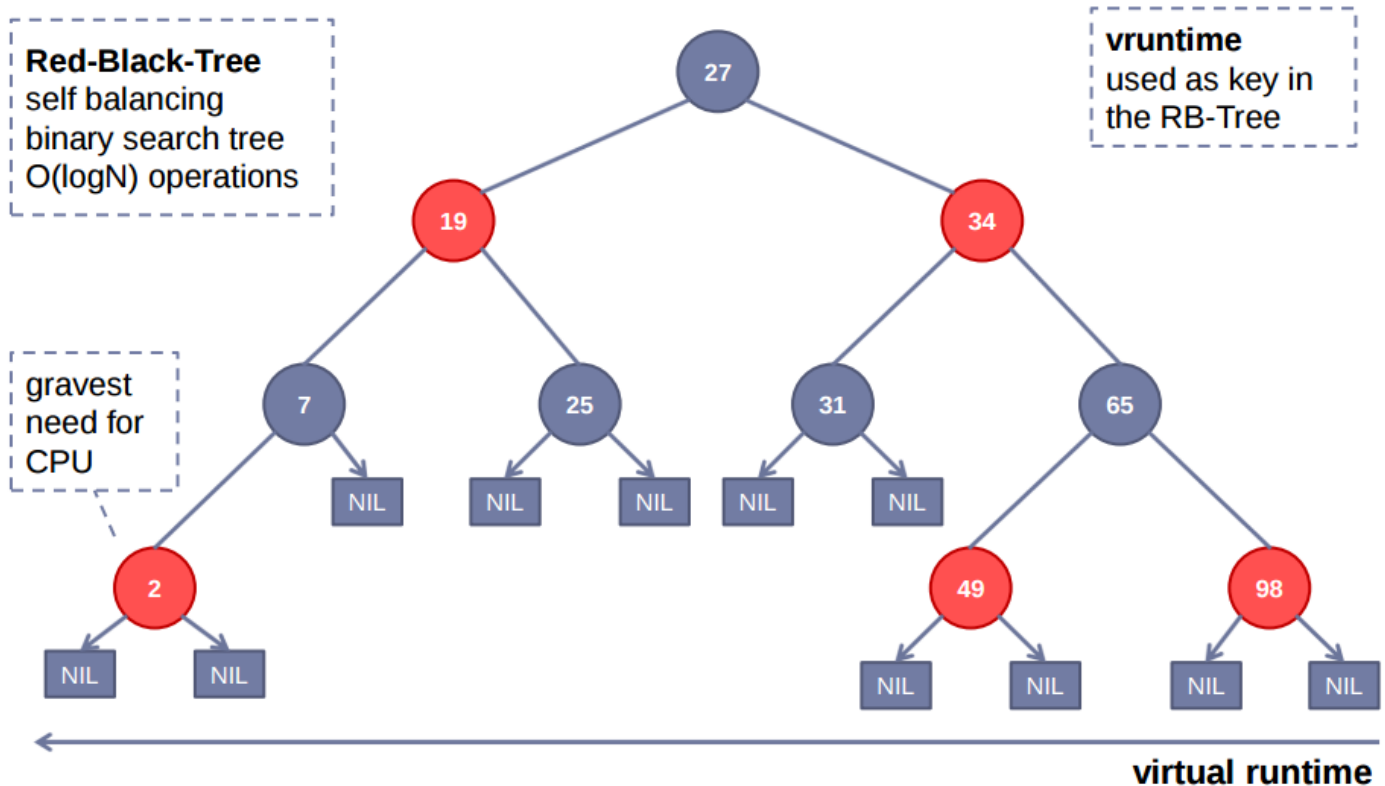 Red-Black-Tree
self balancing
binary search tree
O(logN) operations
vruntime
used as key in
the RB-Tree
27
19
34
gravest
need for
CPU
7
25
31
65
NIL
NIL
NIL
NIL
NIL
2
49
98
NIL
NIL
NIL
NIL
NIL
NIL
virtual runtime